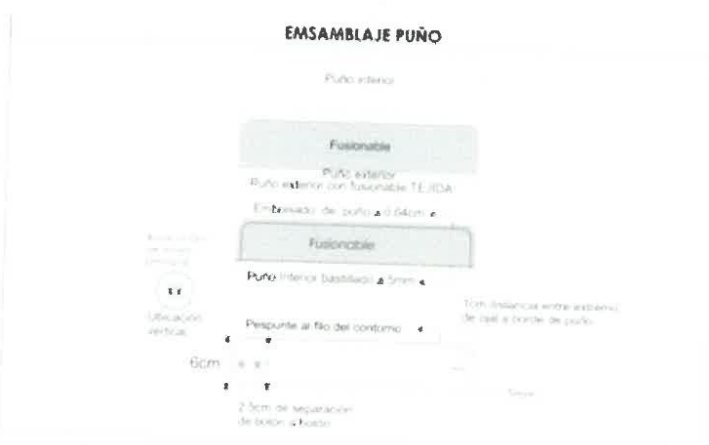 EMSAMBLAJE PUÑO
Puño interior
Fusionable
Puño exterior
Puño exterior con fusionable TEJIDA
Embolsado de puño a 0.64cm
Fusionable
Puño Interior bastillado a 5mm
1cm distancia entre extremo
de ojal a borde de puño
Ubicación
vertical
Pespunte al filo del contorno
6cm
2.5cm de separación
de botón a botón